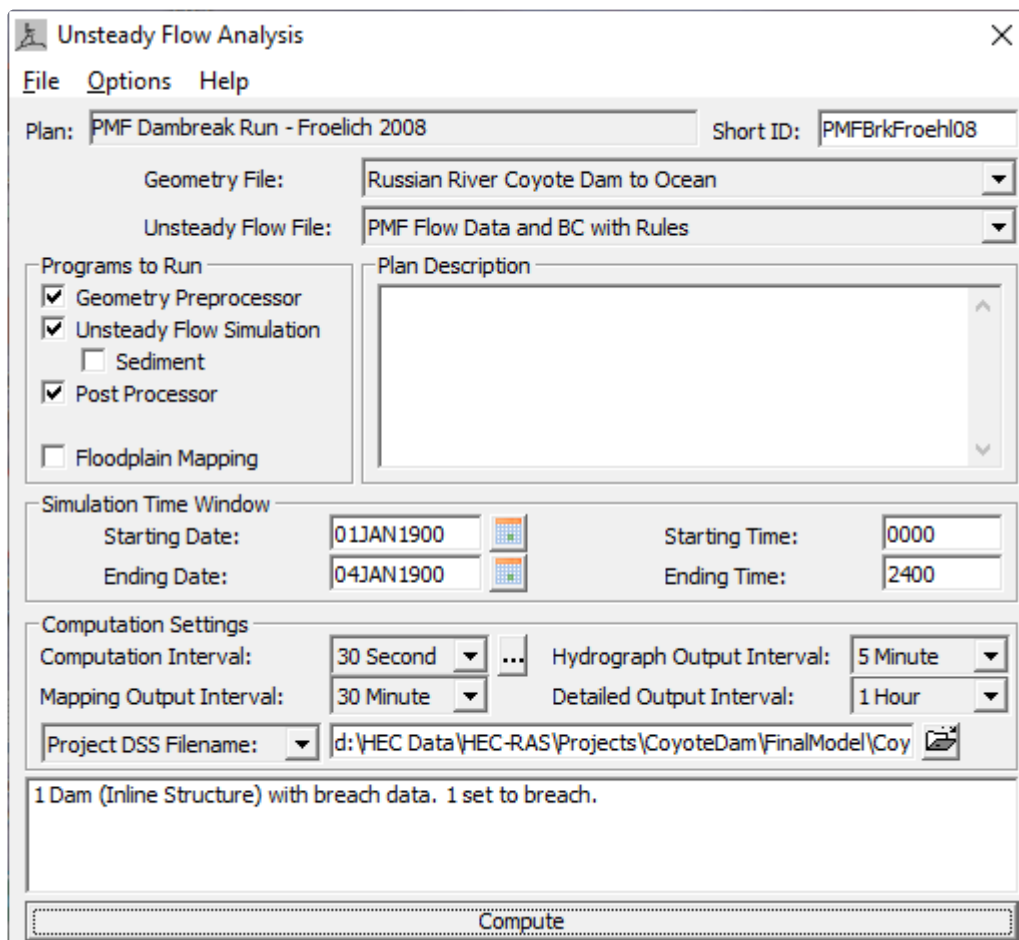 Unsteady Flow Analysis
File Options Help
Plan: PMF Dambreak Run - Froelich 2008 Short ID: PMFBrkFroehl08
Geometry File: Russian River Coyote Dam to Ocean
Unsteady Flow File: PMF Flow Data and BC with Rules
Programs to Run
Geometry Preprocessor
Unsteady Flow Simulation
Sediment
Post Processor
Floodplain Mapping
Plan Description
Simulation Time Window
Starting Date: 01JAN1900 Starting Time: 0000
Ending Date: 04JAN1900 Ending Time: 2400
Computation Settings
Computation Interval: 30 Second ... Hydrograph Output Interval: 5 Minute
Mapping Output Interval: 30 Minute Detailed Output Interval: 1 Hour
Project DSS Filename: d:\HEC Data\HEC-RAS\Projects\CoyoteDam\FinalModel\Coy
1 Dam (Inline Structure) with breach data. 1 set to breach.
Compute